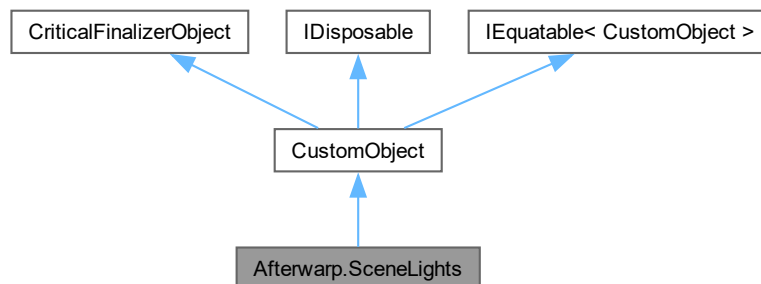 CriticalFinalizerObject
IDisposable
IEquatable< CustomObject >
CustomObject
Afterwarp.SceneLights